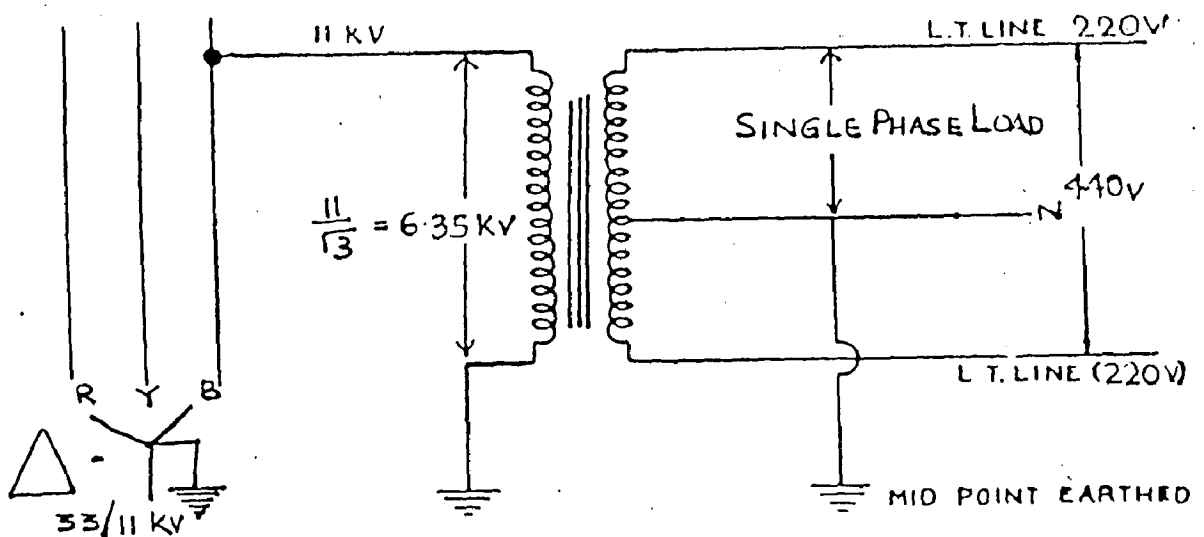 11 KV
L.T. LINE 220V
SINGLE PHASE LOAD
11/√3 = 6.35 KV
N
440V
R Y B
L T. LINE (220V)
33/11 KV
MID POINT EARTHED